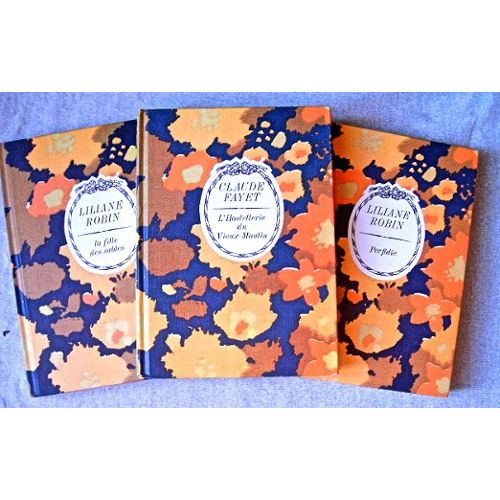 LILIANE
ROBIN
la fille
des sables
CLAUDE
FAYET
L'Hostellerie
du
Vieux Moulin
LILIANE
ROBIN
Perfidie